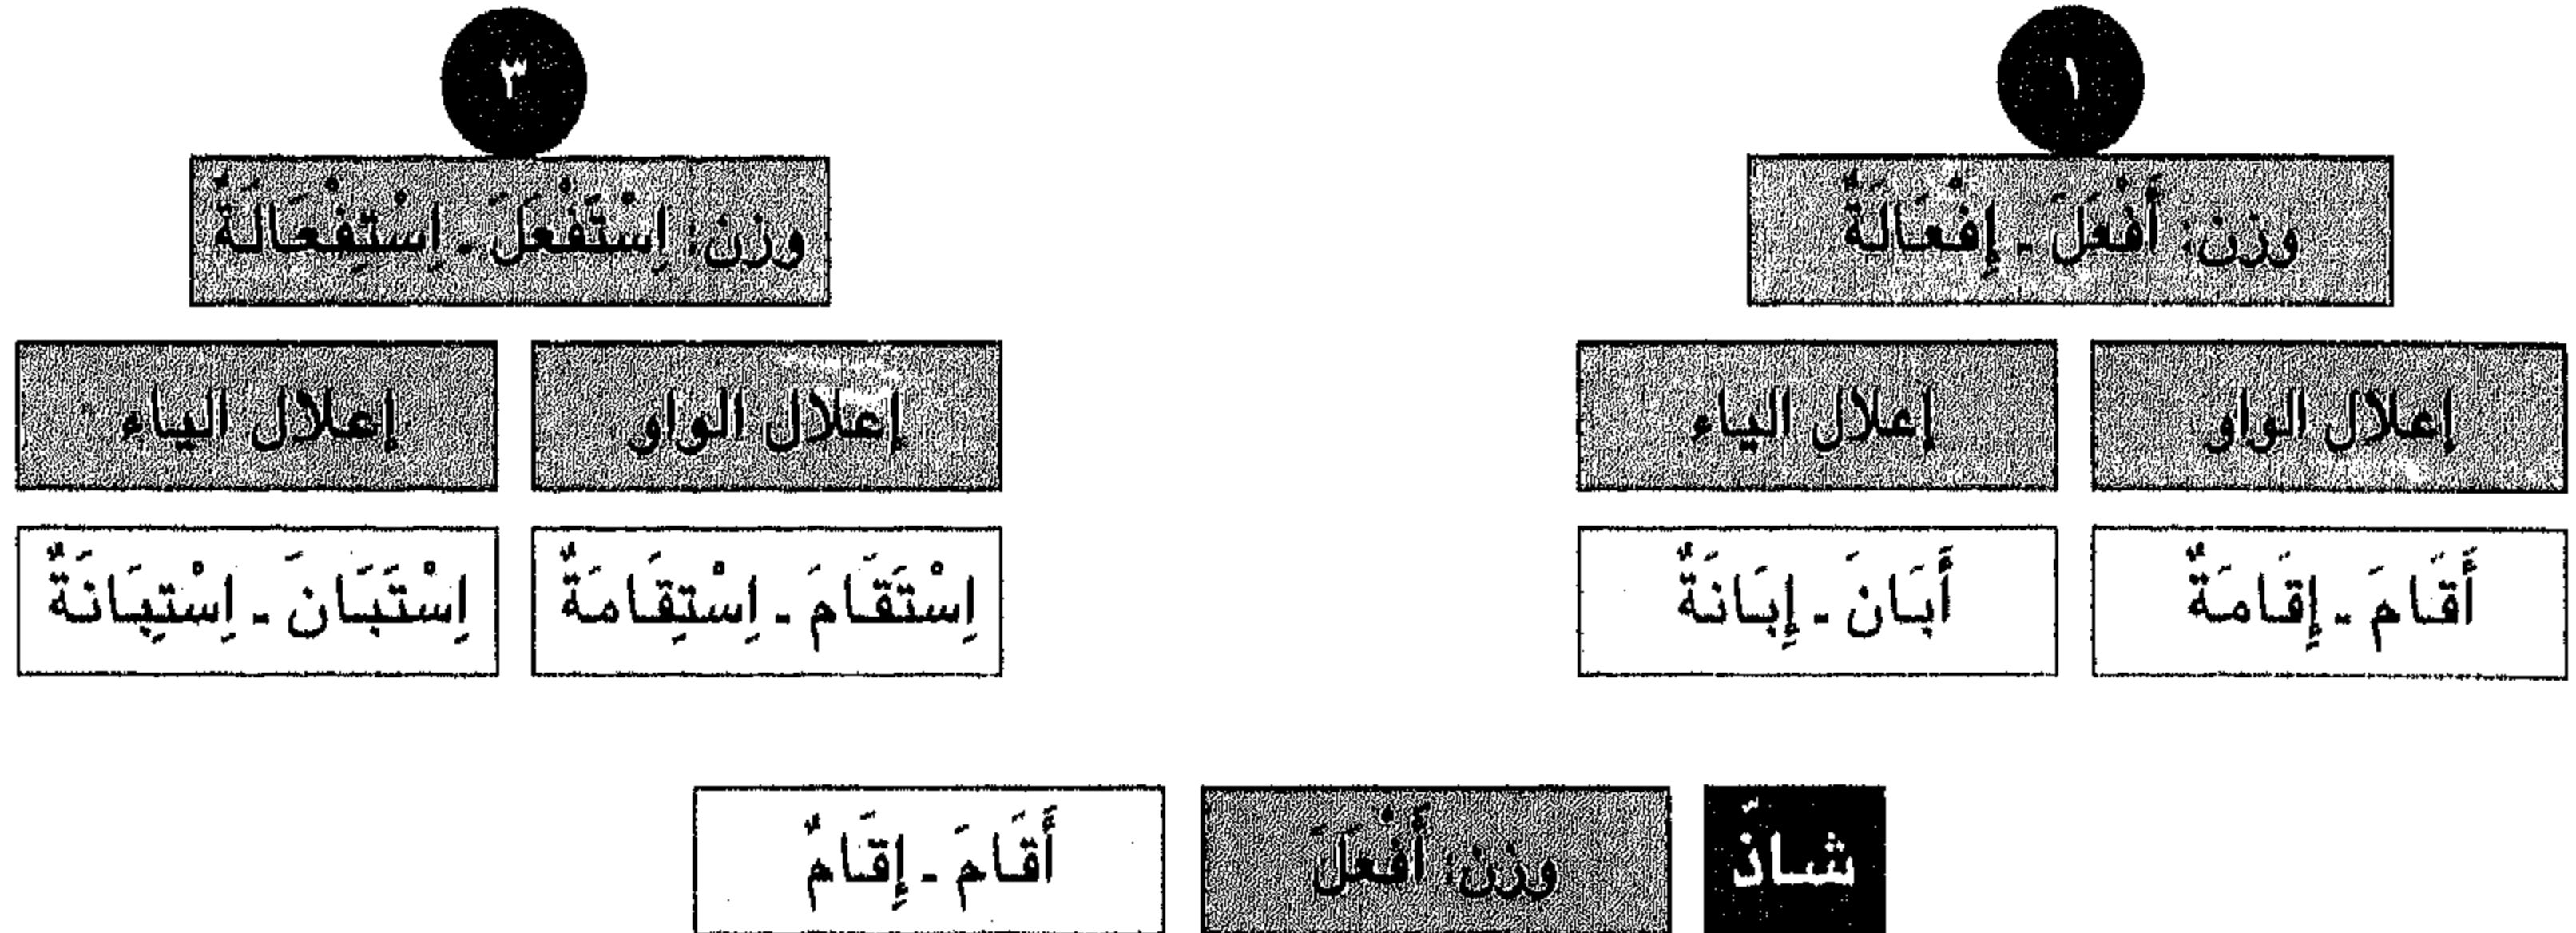 ١
٣
وزن: أَفْعَلَ ـ إِفْعَالَةٌ
وزن: اِسْتَفْعَلَ ـ اِسْتِفْعَالَةٌ
إعلال الواو
إعلال الياء
إعلال الواو
إعلال الياء
أَقَامَ ـ إِقَامَةٌ
أَبَانَ ـ إِبَانَةٌ
اِسْتَقَامَ ـ اِسْتِقَامَةٌ
اِسْتَبَانَ ـ اِسْتِبَانَةٌ
شاذّ
وزن: أَفْعَلَ
أَقَامَ ـ إِقَامٌ